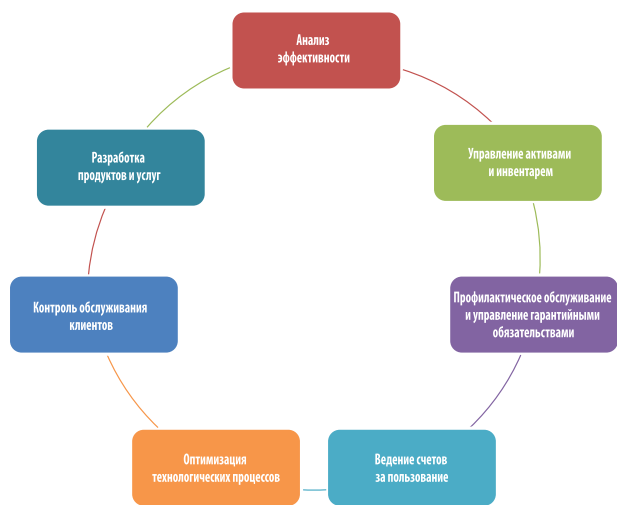 Анализ
эффективности
Управление активами
и инвентарем
Профилактическое обслуживание
и управление гарантийными
обязательствами
Ведение счетов
за пользование
Оптимизация
технологических процессов
Контроль обслуживания
клиентов
Разработка
продуктов и услуг